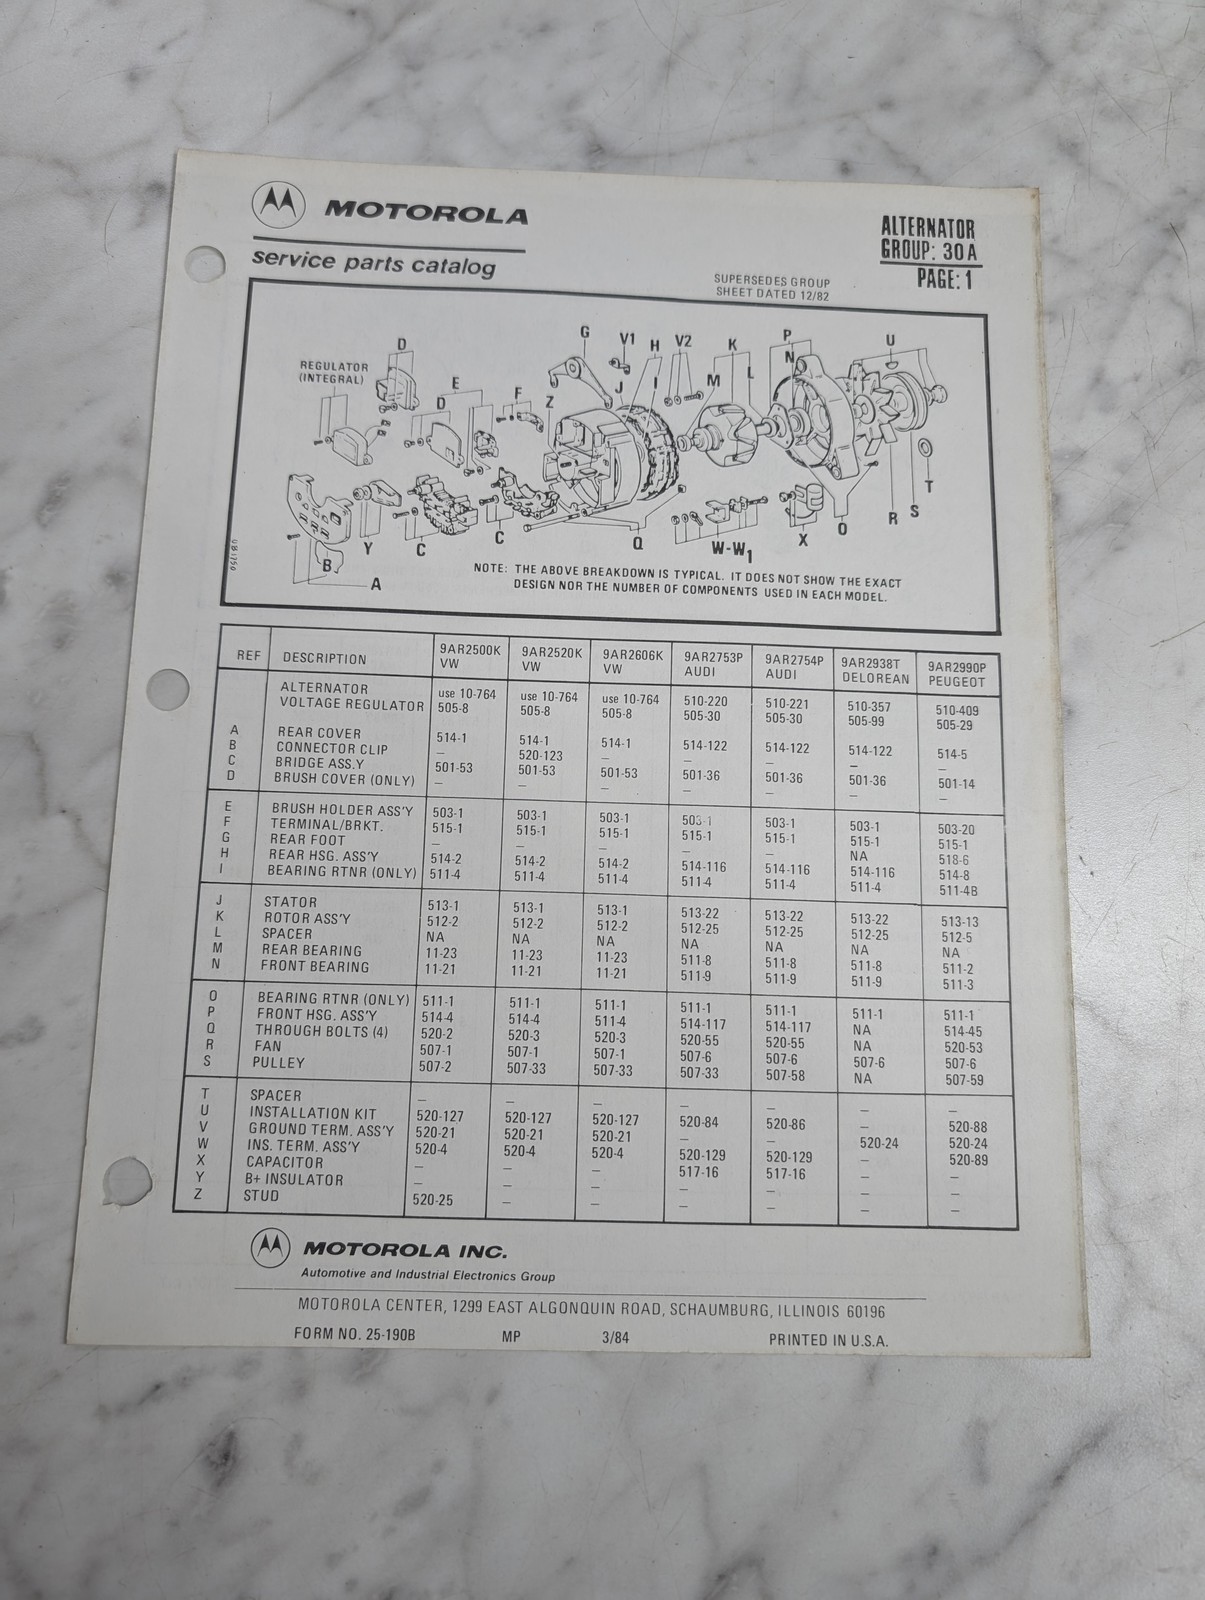 MOTOROLA
service parts catalog
ALTERNATOR
GROUP: 30A
PAGE: 1
SUPERSEDES GROUP
SHEET DATED 12/82
REGULATOR
(INTEGRAL)
D
D
E
F
Z
G
V1
H
V2
J
I
K
M
L
P
N
U
T
S
R
O
X
W-W1
Q
C
C
Y
B
A
NOTE: THE ABOVE BREAKDOWN IS TYPICAL. IT DOES NOT SHOW THE EXACT
DESIGN NOR THE NUMBER OF COMPONENTS USED IN EACH MODEL.
REF DESCRIPTION 9AR2500K VW 9AR2520K VW 9AR2606K VW 9AR2753P AUDI 9AR2754P AUDI 9AR2938T DELOREAN 9AR2990P PEUGEOT
ALTERNATOR use 10-764 use 10-764 use 10-764 510-220 510-221 510-357 510-409
VOLTAGE REGULATOR 505-8 505-8 505-8 505-30 505-30 505-99 505-29
A REAR COVER 514-1 514-1 514-1 514-122 514-122 514-122 514-5
B CONNECTOR CLIP – 520-123 – – – – –
C BRIDGE ASS.Y 501-53 501-53 501-53 501-36 501-36 501-36 501-14
D BRUSH COVER (ONLY) – – – – – – –
E BRUSH HOLDER ASS'Y 503-1 503-1 503-1 503-1 503-1 503-1 503-20
F TERMINAL/BRKT. 515-1 515-1 515-1 515-1 515-1 515-1 515-1
G REAR FOOT – – – – – NA 518-6
H REAR HSG. ASS'Y 514-2 514-2 514-2 514-116 514-116 514-116 514-8
I BEARING RTNR (ONLY) 511-4 511-4 511-4 511-4 511-4 511-4 511-48
J STATOR 513-1 513-1 513-1 513-22 513-22 513-22 513-13
K ROTOR ASS'Y 512-2 512-2 512-2 512-25 512-25 512-25 512-5
L SPACER NA NA NA NA NA NA NA
M REAR BEARING 11-23 11-23 11-23 511-8 511-8 511-8 511-2
N FRONT BEARING 11-21 11-21 11-21 511-9 511-9 511-9 511-3
O BEARING RTNR (ONLY) 511-1 511-1 511-1 511-1 511-1 511-1 511-1
P FRONT HSG. ASS'Y 514-4 514-4 511-4 514-117 514-117 NA 514-45
Q THROUGH BOLTS (4) 520-2 520-3 520-3 520-55 520-55 NA 520-53
R FAN 507-1 507-1 507-1 507-6 507-6 507-6 507-6
S PULLEY 507-2 507-33 507-33 507-33 507-58 NA 507-59
T SPACER – – – – – – –
U INSTALLATION KIT 520-127 520-127 520-127 520-84 520-86 – 520-88
V GROUND TERM. ASS'Y 520-21 520-21 520-21 – – 520-24 520-24
W INS. TERM. ASS'Y 520-4 520-4 520-4 520-129 520-129 – 520-89
X CAPACITOR – – – 517-16 517-16 – –
Y B+ INSULATOR – – – – – – –
Z STUD 520-25 – – – – – –
MOTOROLA INC.
Automotive and Industrial Electronics Group
MOTOROLA CENTER, 1299 EAST ALGONQUIN ROAD, SCHAUMBURG, ILLINOIS 60196
FORM NO. 25-190B MP 3/84 PRINTED IN U.S.A.